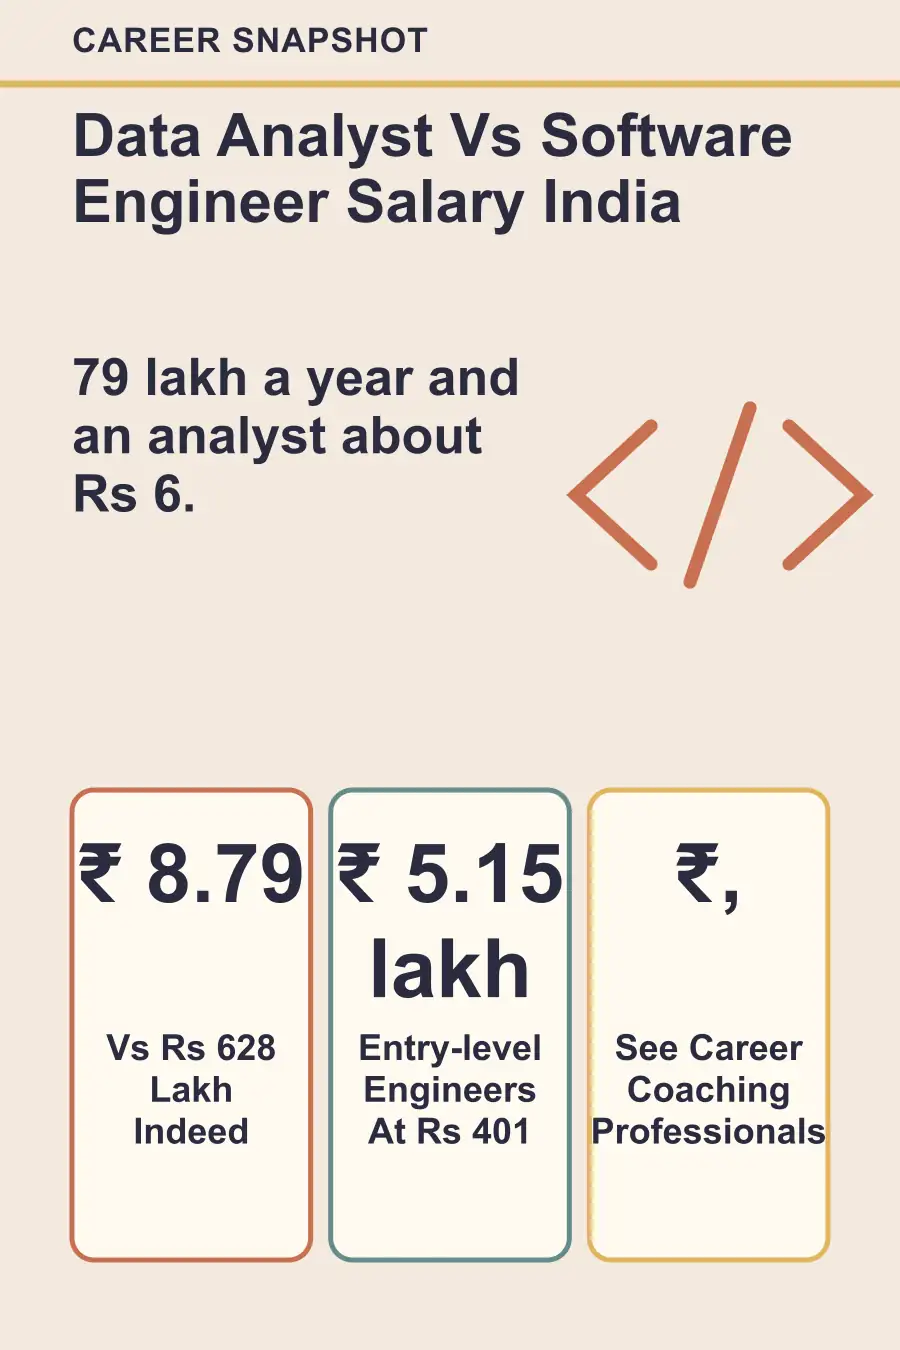 CAREER SNAPSHOT
Data Analyst Vs Software
Engineer Salary India
79 lakh a year and
an analyst about
Rs 6.
₹ 8.79
Vs Rs 628
Lakh
Indeed
₹ 5.15
lakh
Entry-level
Engineers
At Rs 401
₹,
See Career
Coaching
Professionals